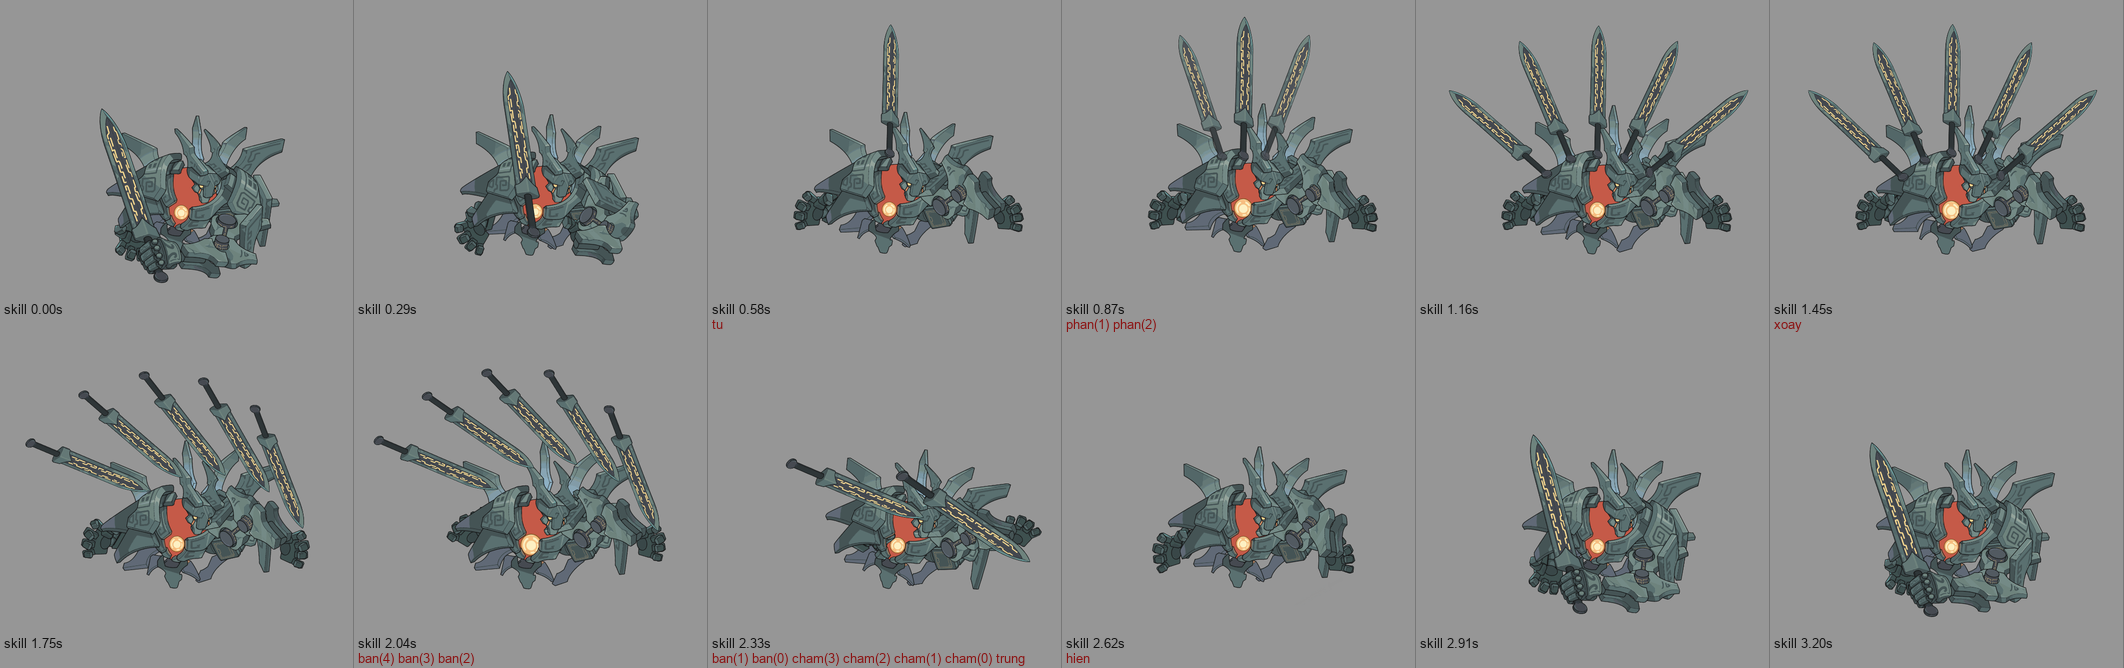 skill 0.00s
skill 0.29s
skill 0.58s
tu
skill 0.87s
phan(1) phan(2)
skill 1.16s
skill 1.45s
xoay
skill 1.75s
skill 2.04s
ban(4) ban(3) ban(2)
skill 2.33s
ban(1) ban(0) cham(3) cham(2) cham(1) cham(0) trung
skill 2.62s
hien
skill 2.91s
skill 3.20s